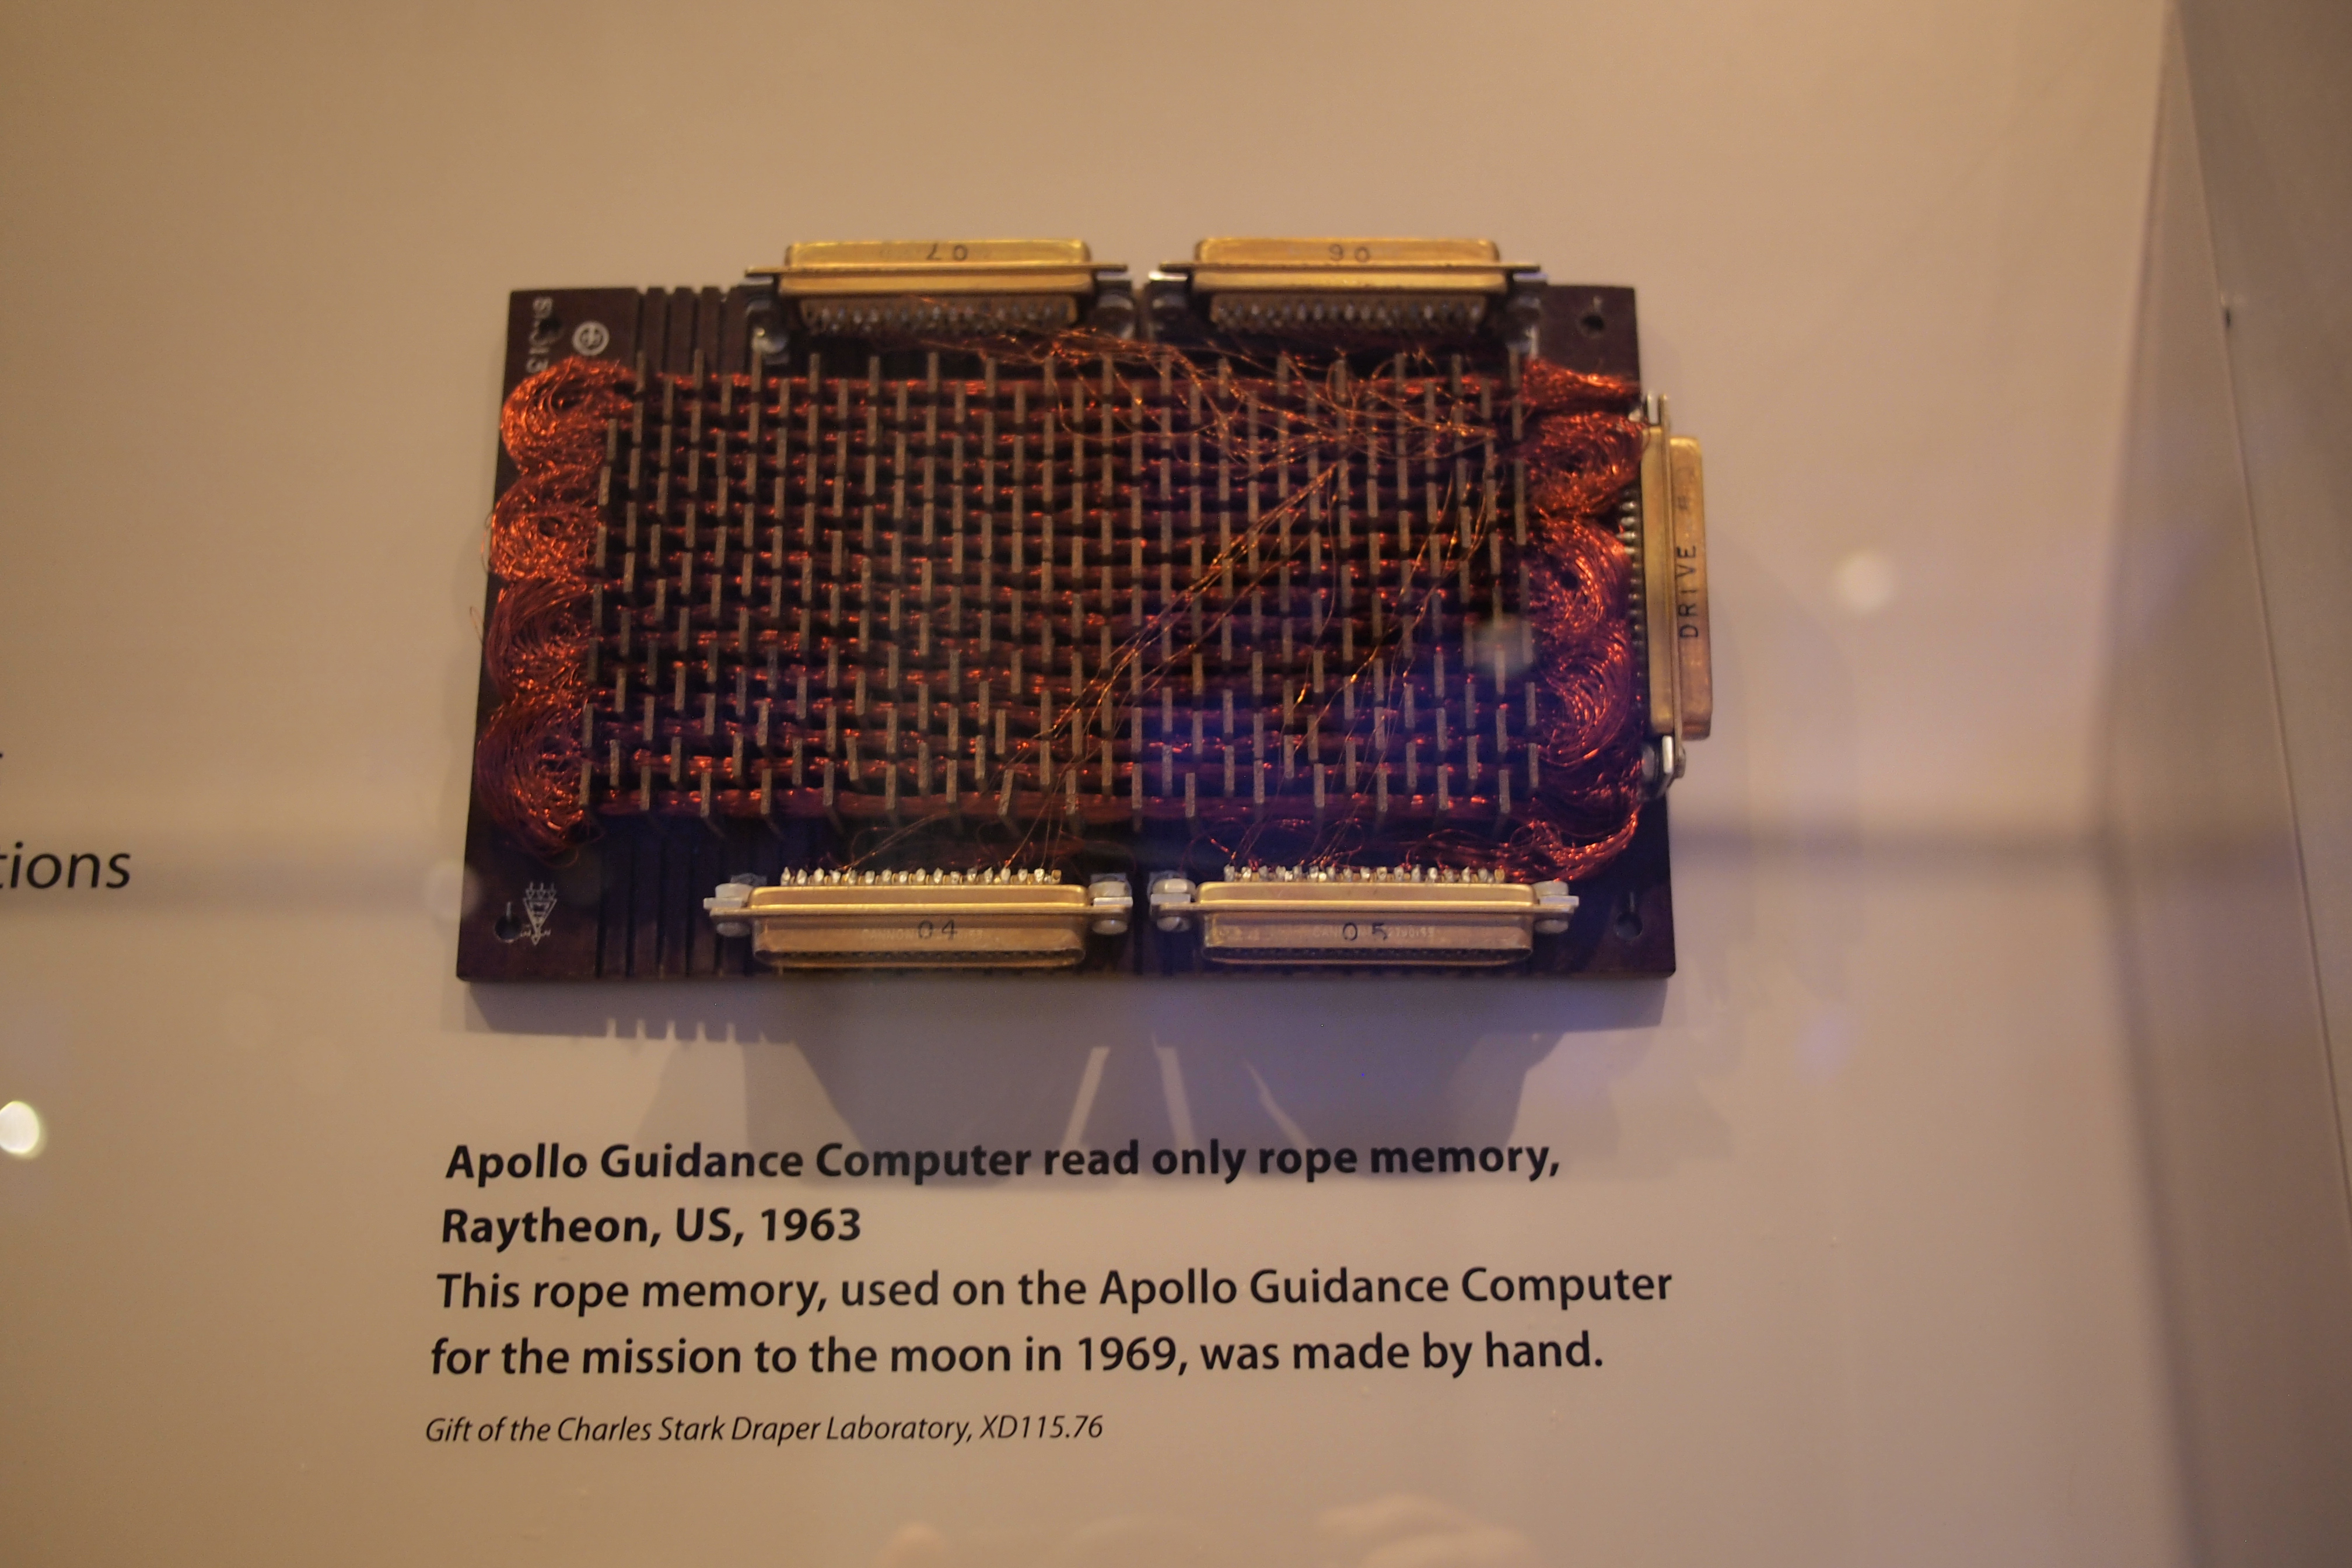 07
06
DRIVE
04
05
tions
Apollo Guidance Computer read only rope memory,
Raytheon, US, 1963
This rope memory, used on the Apollo Guidance Computer
for the mission to the moon in 1969, was made by hand.
Gift of the Charles Stark Draper Laboratory, XD115.76